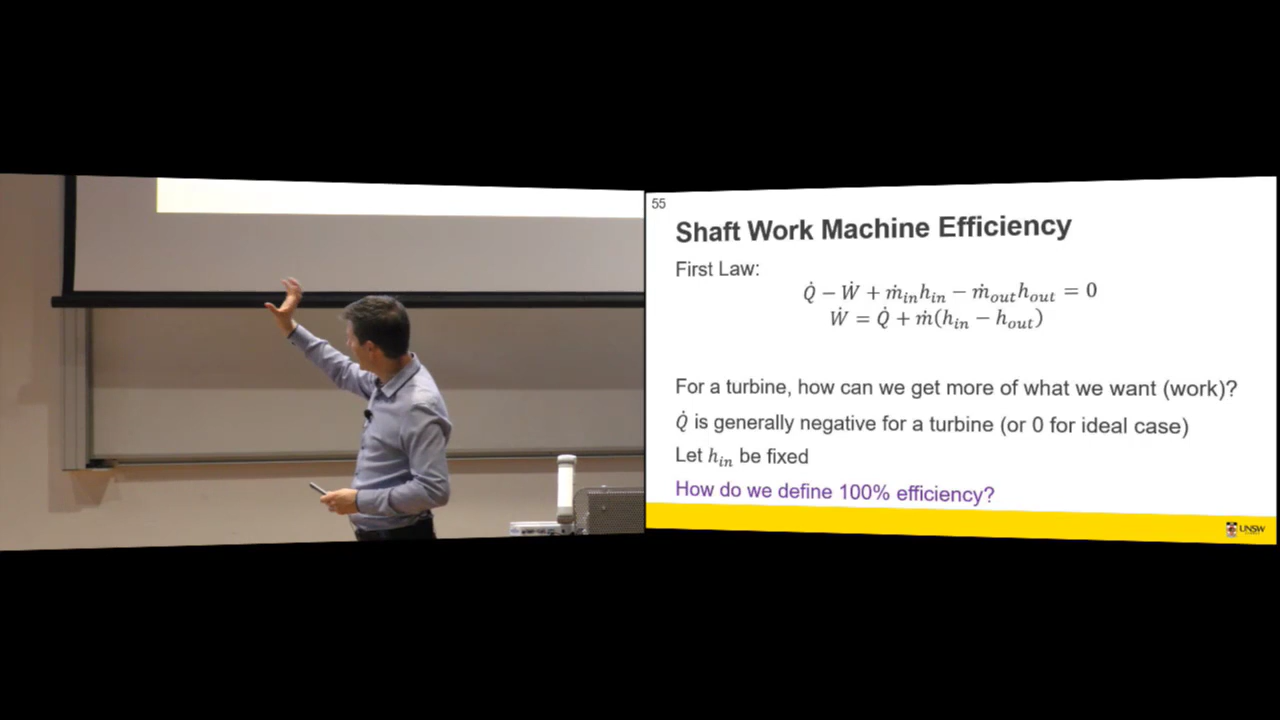 55
Shaft Work Machine Efficiency
First Law:
Q̇ − Ẇ + ṁ_in h_in − ṁ_out h_out = 0
Ẇ = Q̇ + ṁ(h_in − h_out)
For a turbine, how can we get more of what we want (work)?
Q̇ is generally negative for a turbine (or 0 for ideal case)
Let h_in be fixed
How do we define 100% efficiency?
UNSW